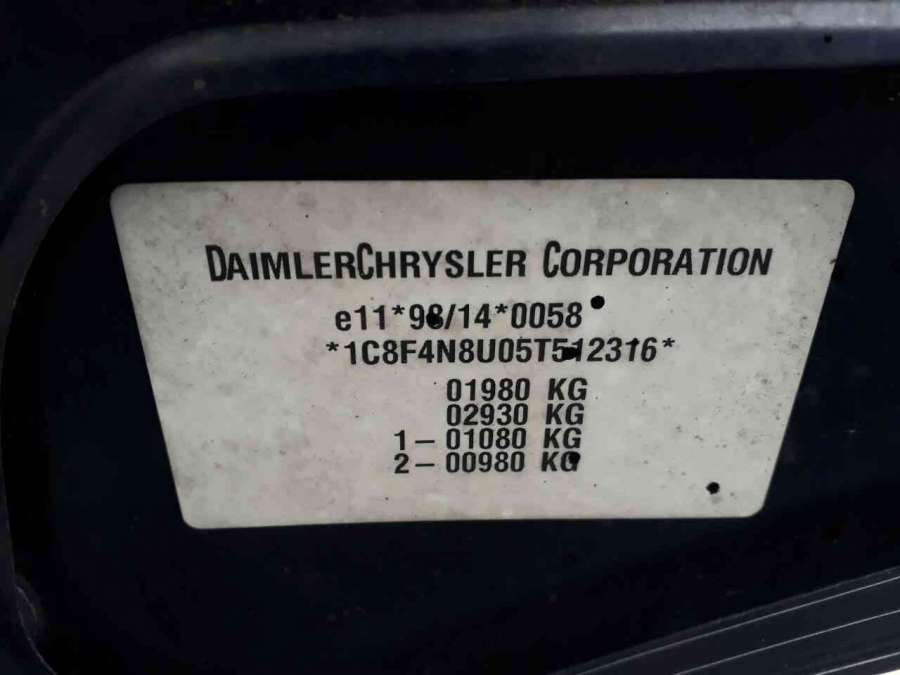 DAIMLERCHRYSLER CORPORATION
e11*98/14*0058
*1C8F4N8U05T512316*
01980 KG
02930 KG
1-01080 KG
2-00980 KG